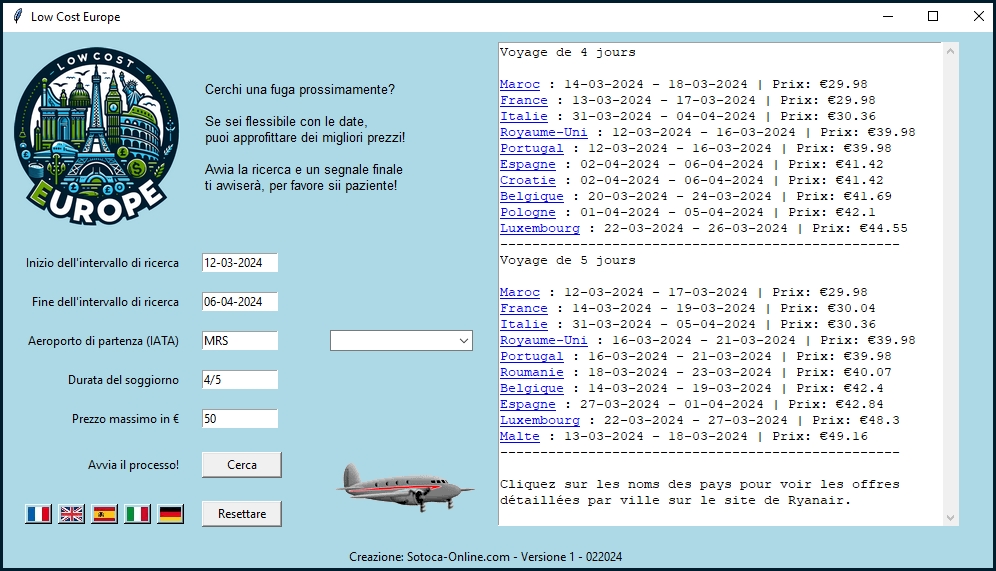 Low Cost Europe
LOW COST
EUROPE
Cerchi una fuga prossimamente?
Se sei flessibile con le date,
puoi approfittare dei migliori prezzi!
Avvia la ricerca e un segnale finale
ti avviserà, per favore sii paziente!
Inizio dell'intervallo di ricerca 12-03-2024
Fine dell'intervallo di ricerca 06-04-2024
Aeroporto di partenza (IATA) MRS
Durata del soggiorno 4/5
Prezzo massimo in € 50
Avvia il processo! Cerca
Resettare
Voyage de 4 jours
Maroc : 14-03-2024 - 18-03-2024 | Prix: €29.98
France : 13-03-2024 - 17-03-2024 | Prix: €29.98
Italie : 31-03-2024 - 04-04-2024 | Prix: €30.36
Royaume-Uni : 12-03-2024 - 16-03-2024 | Prix: €39.98
Portugal : 12-03-2024 - 16-03-2024 | Prix: €39.98
Espagne : 02-04-2024 - 06-04-2024 | Prix: €41.42
Croatie : 02-04-2024 - 06-04-2024 | Prix: €41.42
Belgique : 20-03-2024 - 24-03-2024 | Prix: €41.69
Pologne : 01-04-2024 - 05-04-2024 | Prix: €42.1
Luxembourg : 22-03-2024 - 26-03-2024 | Prix: €44.55
--------------------------------------------------
Voyage de 5 jours
Maroc : 12-03-2024 - 17-03-2024 | Prix: €29.98
France : 14-03-2024 - 19-03-2024 | Prix: €30.04
Italie : 31-03-2024 - 05-04-2024 | Prix: €30.36
Royaume-Uni : 16-03-2024 - 21-03-2024 | Prix: €39.98
Portugal : 16-03-2024 - 21-03-2024 | Prix: €39.98
Roumanie : 18-03-2024 - 23-03-2024 | Prix: €40.07
Belgique : 14-03-2024 - 19-03-2024 | Prix: €42.4
Espagne : 27-03-2024 - 01-04-2024 | Prix: €42.84
Luxembourg : 22-03-2024 - 27-03-2024 | Prix: €48.3
Malte : 13-03-2024 - 18-03-2024 | Prix: €49.16
--------------------------------------------------
Cliquez sur les noms des pays pour voir les offres
détaillées par ville sur le site de Ryanair.
Creazione: Sotoca-Online.com - Versione 1 - 022024